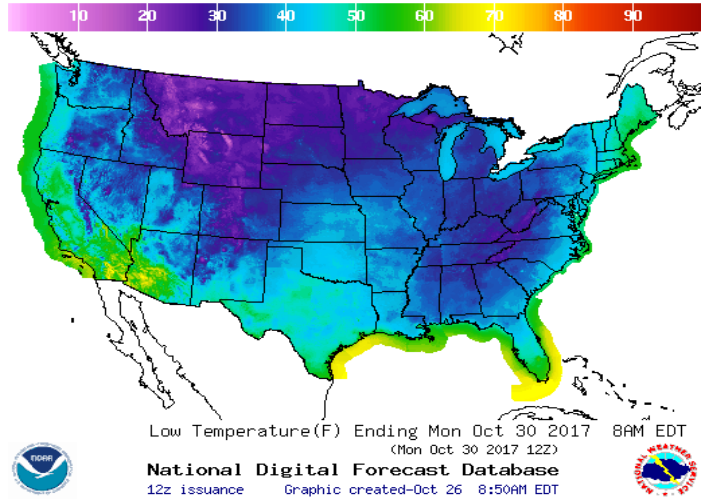 10 20 30 40 50 60 70 80 90
Low Temperature(F) Ending Mon Oct 30 2017 8AM EDT
(Mon Oct 30 2017 12Z)
National Digital Forecast Database
12z issuance Graphic created-Oct 26 8:50AM EDT
NOAA
NATIONAL WEATHER SERVICE